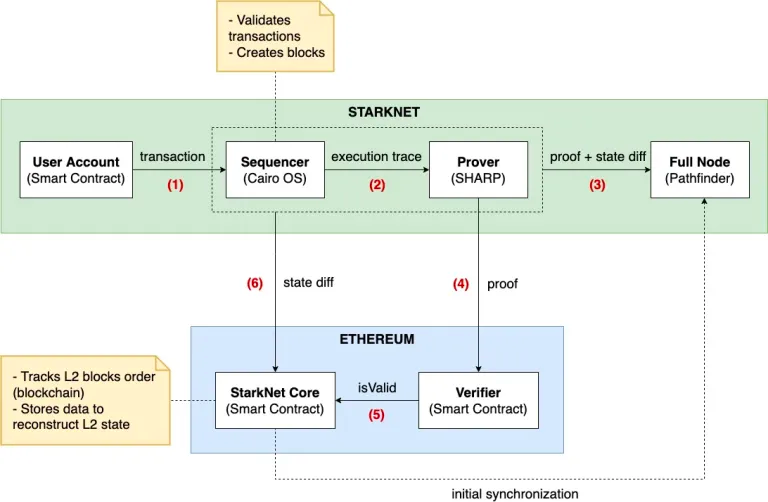 - Validates
transactions
- Creates blocks
STARKNET
User Account
(Smart Contract)
transaction
(1)
Sequencer
(Cairo OS)
execution trace
(2)
Prover
(SHARP)
proof + state diff
(3)
Full Node
(Pathfinder)
(6)
state diff
(4)
proof
ETHEREUM
- Tracks L2 blocks order
(blockchain)
- Stores data to
reconstruct L2 state
StarkNet Core
(Smart Contract)
isValid
(5)
Verifier
(Smart Contract)
initial synchronization